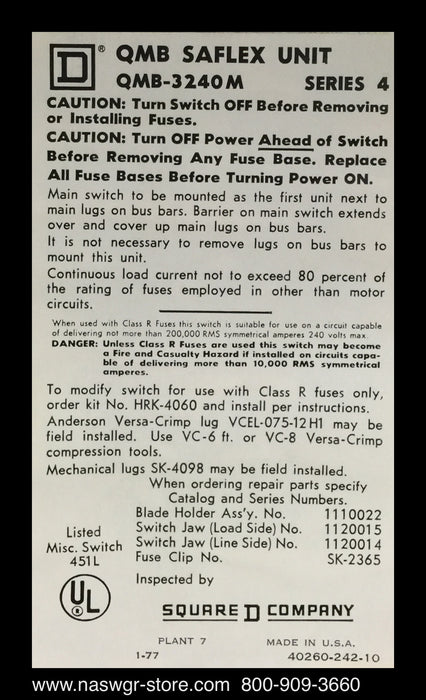 D ® QMB SAFLEX UNIT
QMB-3240M SERIES 4
CAUTION: Turn Switch OFF Before Removing
or Installing Fuses.
CAUTION: Turn OFF Power Ahead of Switch
Before Removing Any Fuse Base. Replace
All Fuse Bases Before Turning Power ON.
Main switch to be mounted as the first unit next to
main lugs on bus bars. Barrier on main switch extends
over and cover up main lugs on bus bars.
It is not necessary to remove lugs on bus bars to
mount this unit.
Continuous load current not to exceed 80 percent of
the rating of fuses employed in other than motor
circuits.
When used with Class R Fuses this switch is suitable for use on a circuit capable
of delivering not more than 200,000 RMS symmetrical amperes 240 volts max.
DANGER: Unless Class R Fuses are used this switch may become
a Fire and Casualty Hazard if installed on circuits capa-
ble of delivering more than 10,000 RMS symmetrical
amperes.
To modify switch for use with Class R fuses only,
order kit No. HRK-4060 and install per instructions.
Anderson Versa-Crimp lug VCEL-075-12H1 may be
field installed. Use VC-6 ft. or VC-8 Versa-Crimp
compression tools.
Mechanical lugs SK-4098 may be field installed.
When ordering repair parts specify
Catalog and Series Numbers.
Blade Holder Ass'y. No. 1110022
Switch Jaw (Load Side) No. 1120015
Switch Jaw (Line Side) No. 1120014
Fuse Clip No. SK-2365
Listed
Misc. Switch
451L
UL
Inspected by
SQUARE D COMPANY
PLANT 7 MADE IN U.S.A.
1-77 40260-242-10
www.naswgr-store.com 800-909-3660